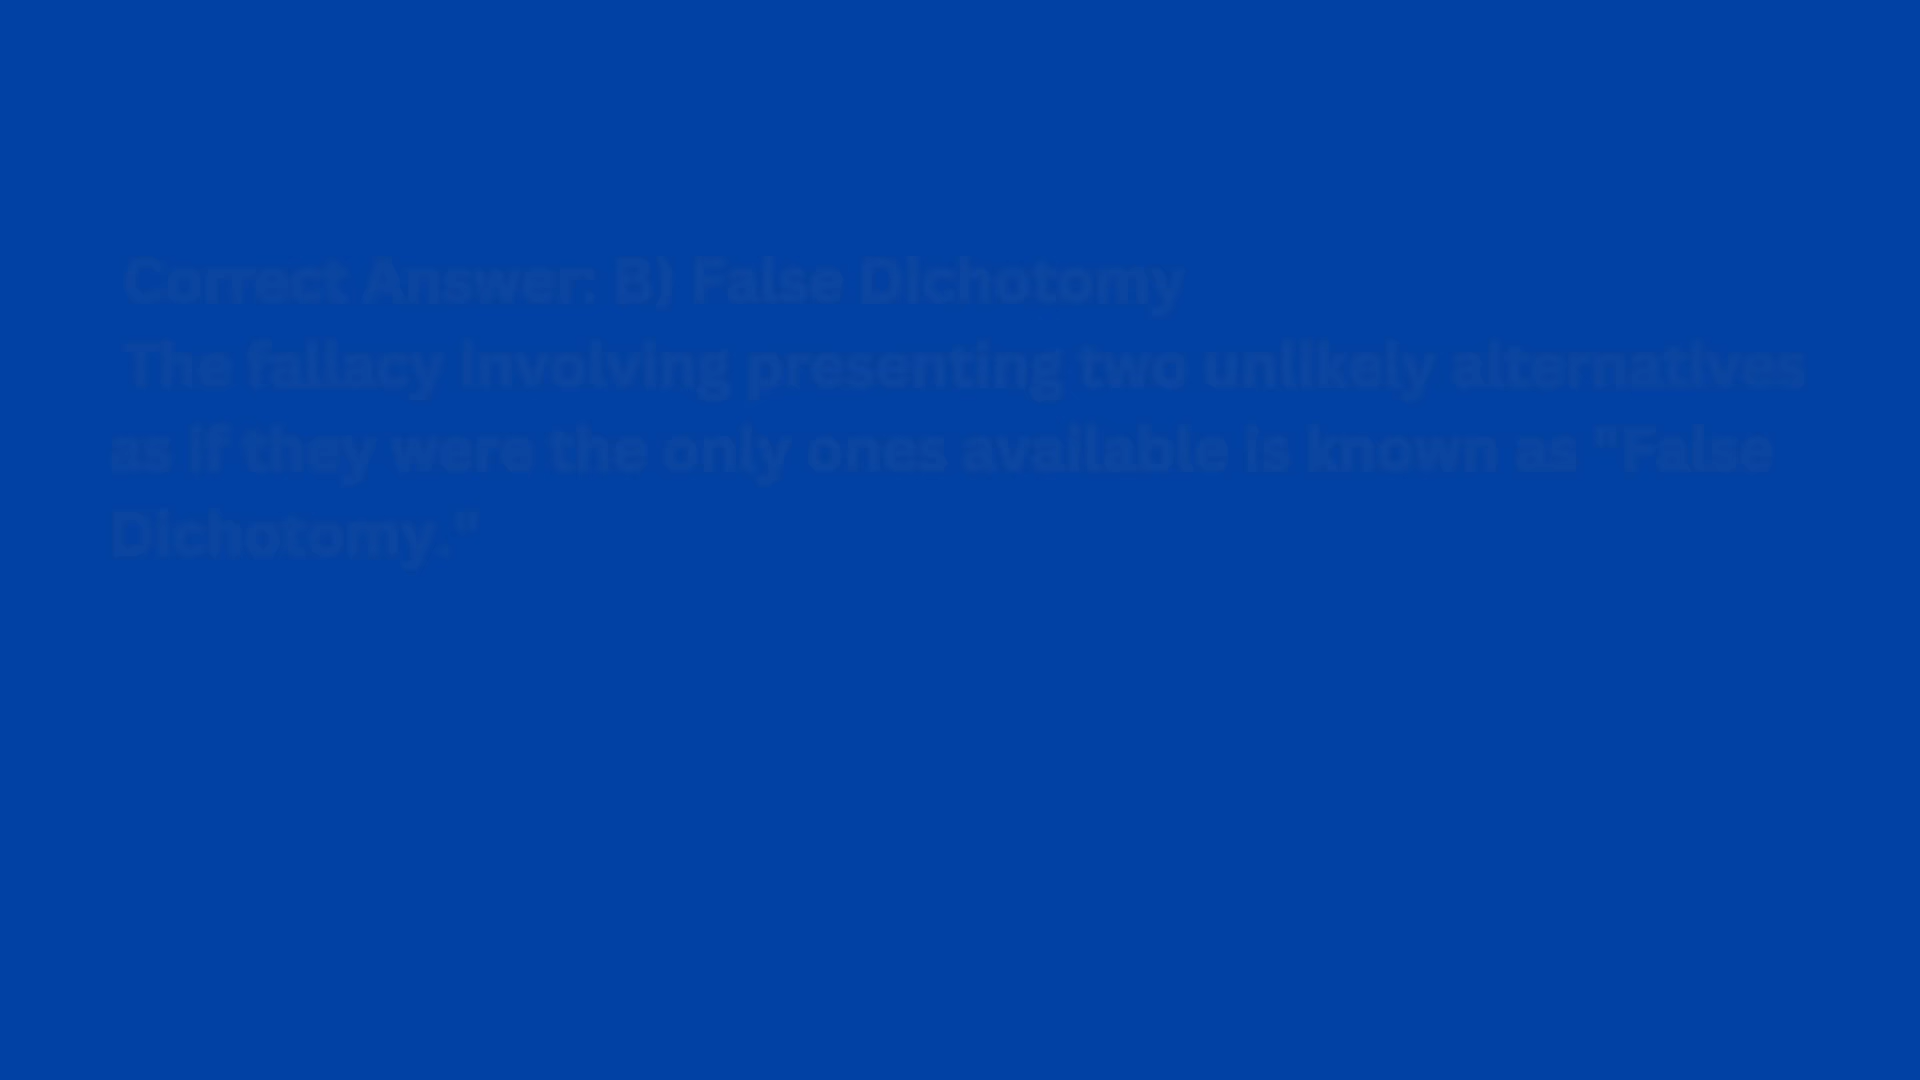 Correct Answer: B) False Dichotomy
The fallacy involving presenting two unlikely alternatives
as if they were the only ones available is known as "False
Dichotomy."